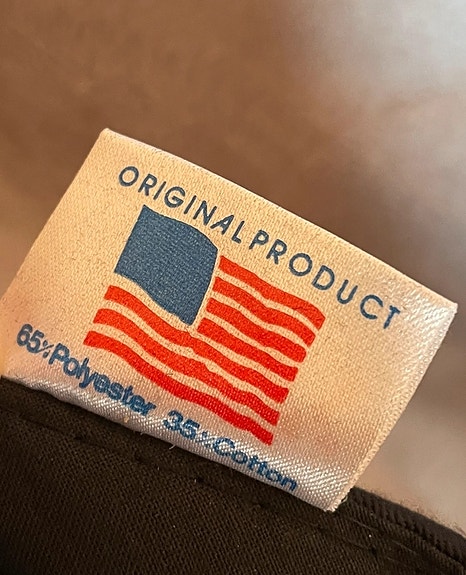 ORIGINAL PRODUCT
65% Polyester 35% Cotton